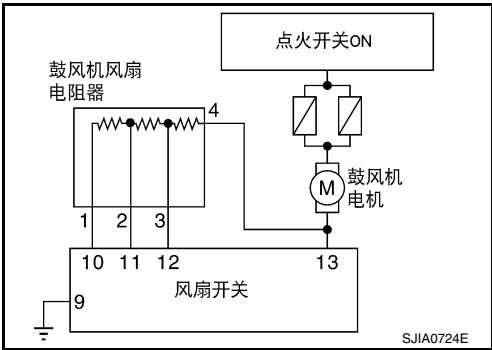 点火开关ON
鼓风机风扇
电阻器
4
鼓风机
电机
M
1 2 3
10 11 12 13
风扇开关
9
SJIA0724E